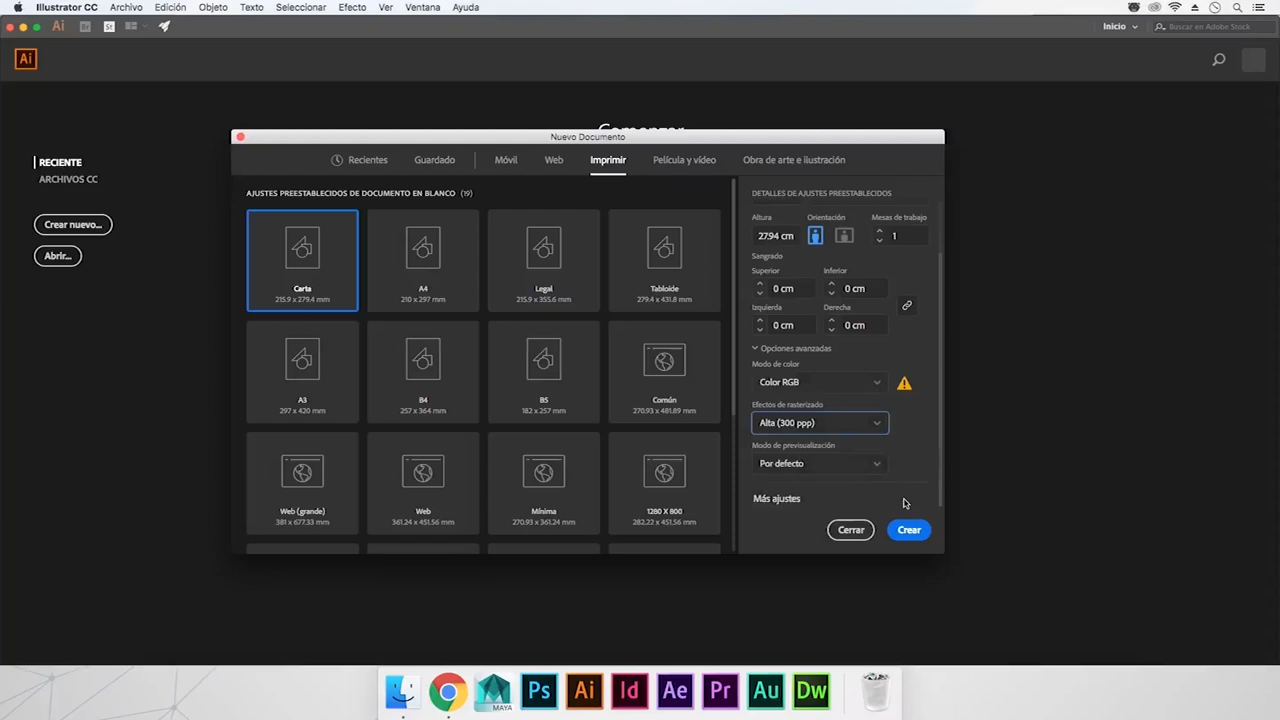 Illustrator CC Archivo Edición Objeto Texto Seleccionar Efecto Ver Ventana Ayuda
Ai Br St Inicio Buscar en Adobe Stock
Ai
Comenzar
Nuevo Documento
Recientes Guardado Móvil Web Imprimir Película y vídeo Obra de arte e ilustración
RECIENTE
ARCHIVOS CC
Crear nuevo...
Abrir...
AJUSTES PREESTABLECIDOS DE DOCUMENTO EN BLANCO (19)
Carta
215.9 x 279.4 mm
A4
210 x 297 mm
Legal
215.9 x 355.6 mm
Tabloide
279.4 x 431.8 mm
A3
297 x 420 mm
B4
257 x 364 mm
B5
182 x 257 mm
Común
270.93 x 481.89 mm
Web (grande)
381 x 677.33 mm
Web
361.24 x 451.56 mm
Mínima
270.93 x 361.24 mm
1280 X 800
282.22 x 451.56 mm
DETALLES DE AJUSTES PREESTABLECIDOS
Altura Orientación Mesas de trabajo
27.94 cm 1
Sangrado
Superior Inferior
0 cm 0 cm
Izquierda Derecha
0 cm 0 cm
Opciones avanzadas
Modo de color
Color RGB
Efectos de rasterizado
Alta (300 ppp)
Modo de previsualización
Por defecto
Más ajustes
Cerrar Crear
MAYA Ps Ai Id Ae Pr Au Dw